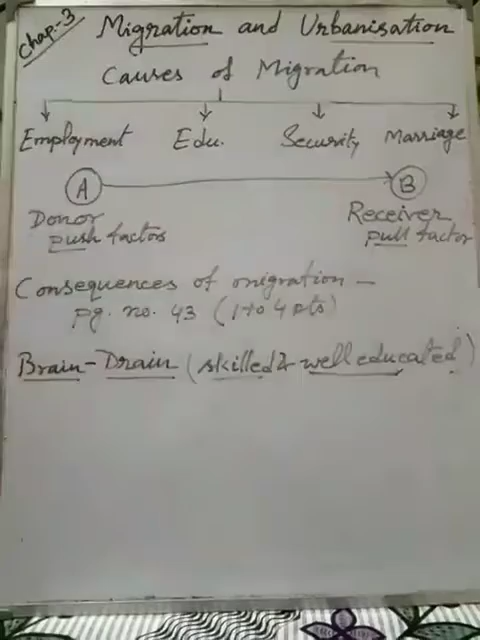 Chap:-3
Migration and Urbanisation
Causes of Migration
Employment Edu. Security Marriage
A B
Donor Receiver
push factors pull factor
Consequences of migration –
pg. no. 43 (1 to 4 pts)
Brain-Drain (skilled & well educated)